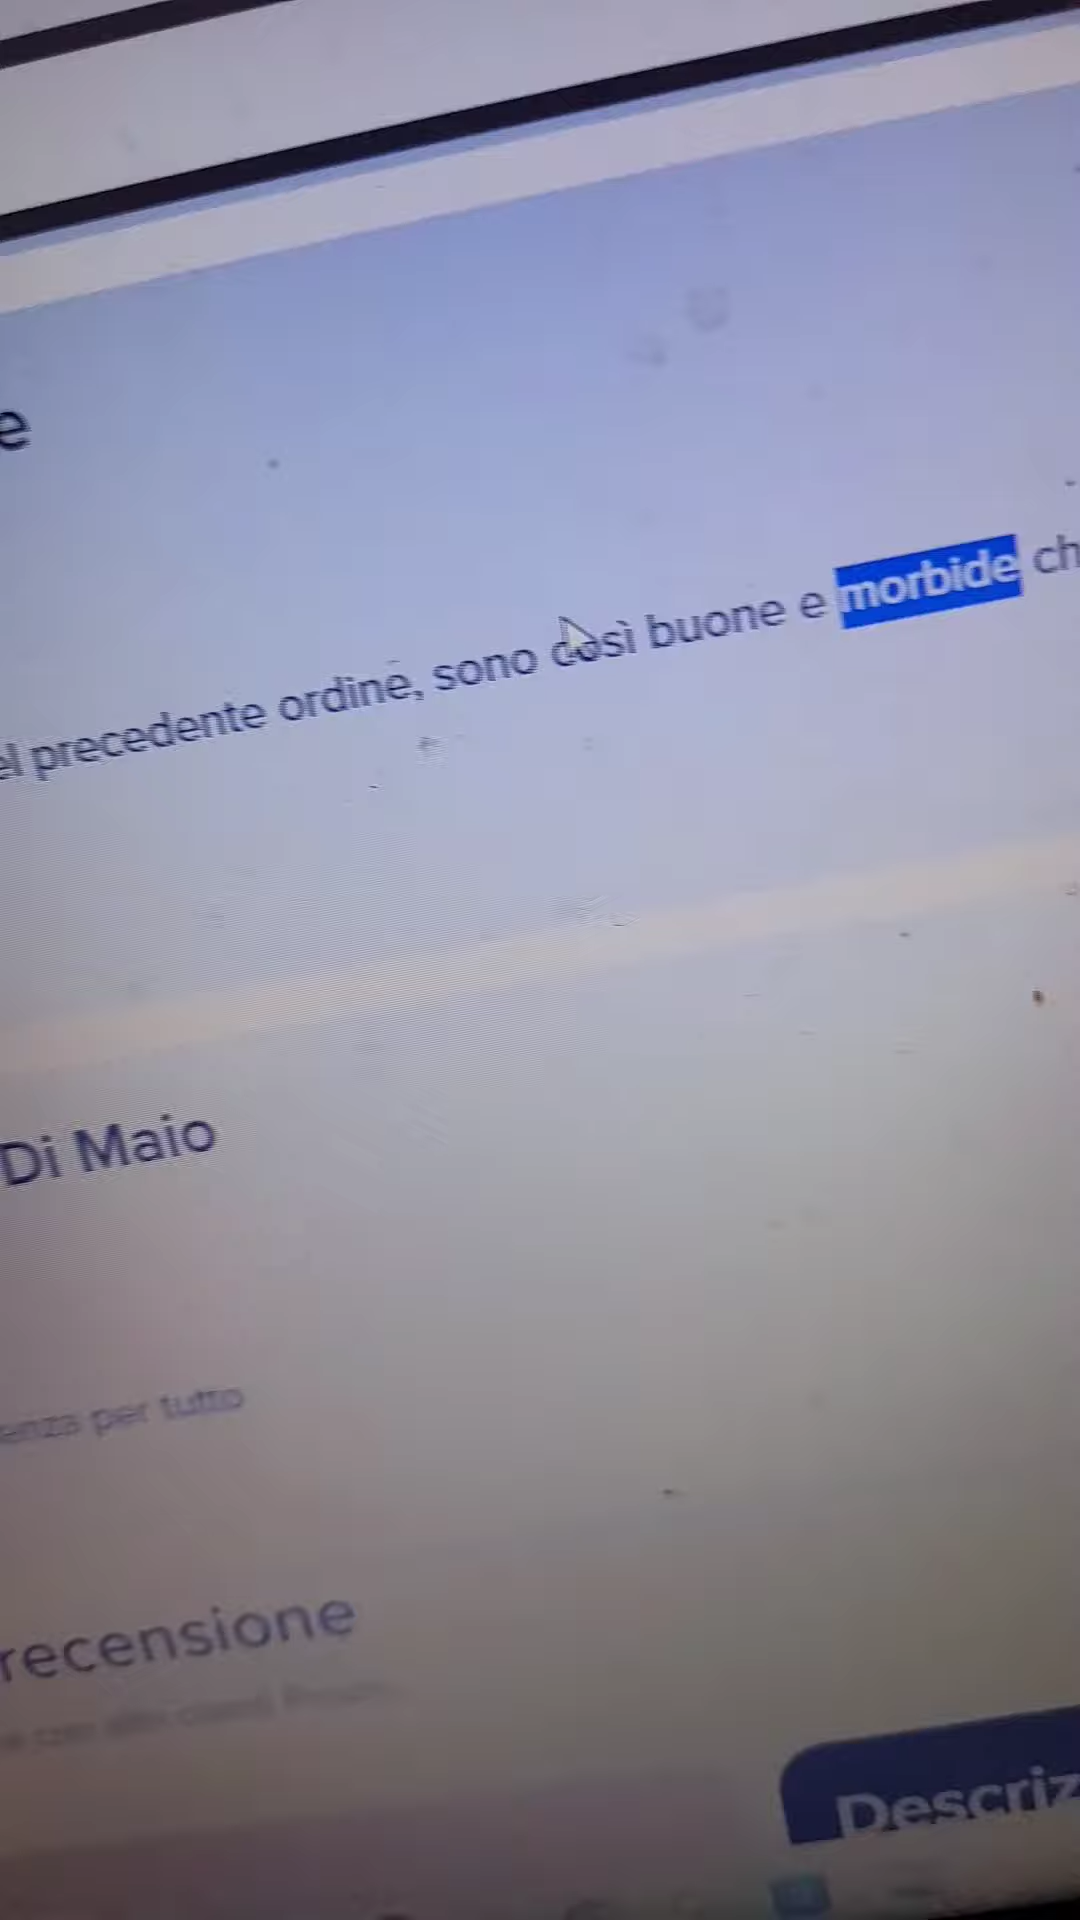 e
el precedente ordine, sono così buone e morbide ch
Di Maio
enza per tutto
recensione
Descriz